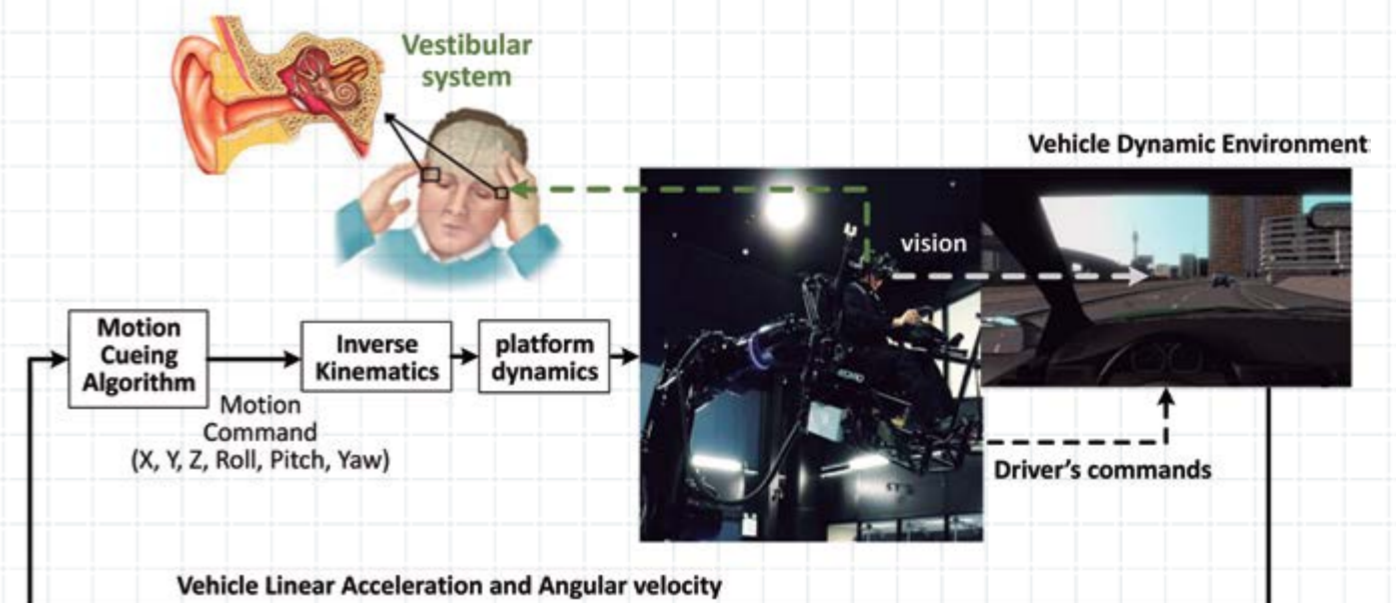 Vestibular
system
Vehicle Dynamic Environment
vision
Motion
Cueing
Algorithm
Inverse
Kinematics
platform
dynamics
Motion
Command
(X, Y, Z, Roll, Pitch, Yaw)
Driver's commands
Vehicle Linear Acceleration and Angular velocity